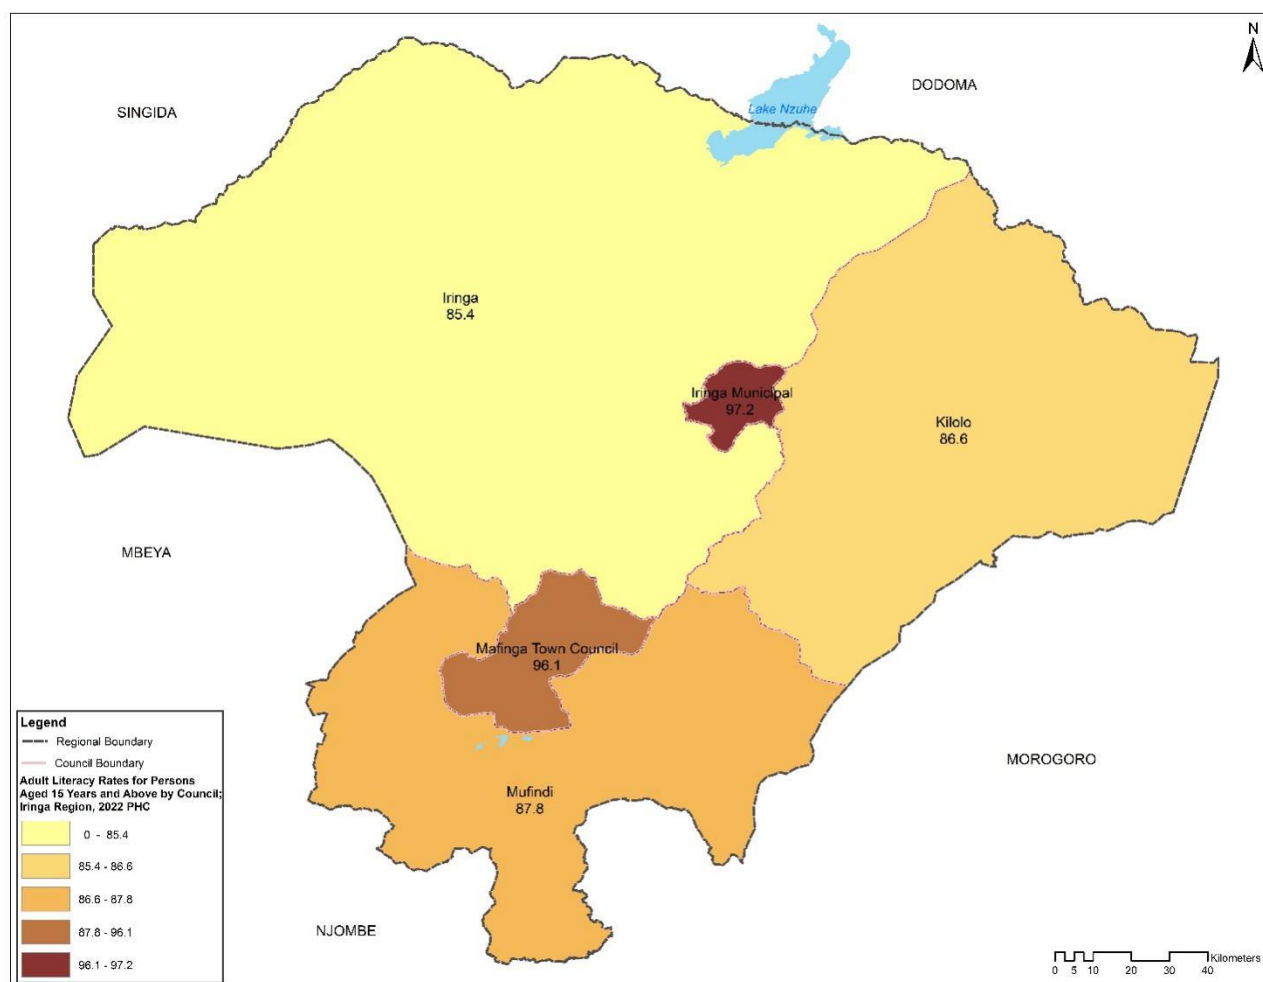 N
DODOMA
SINGIDA
Lake Nzuhe
Iringa
85.4
Iringa Municipal
97.2
Kilolo
86.6
MBEYA
Mafinga Town Council
96.1
MOROGORO
Mufindi
87.8
NJOMBE
Legend
Regional Boundary
Council Boundary
Adult Literacy Rates for Persons
Aged 15 Years and Above by Council;
Iringa Region, 2022 PHC
0 - 85.4
85.4 - 86.6
86.6 - 87.8
87.8 - 96.1
96.1 - 97.2
Kilometers
0 5 10 20 30 40